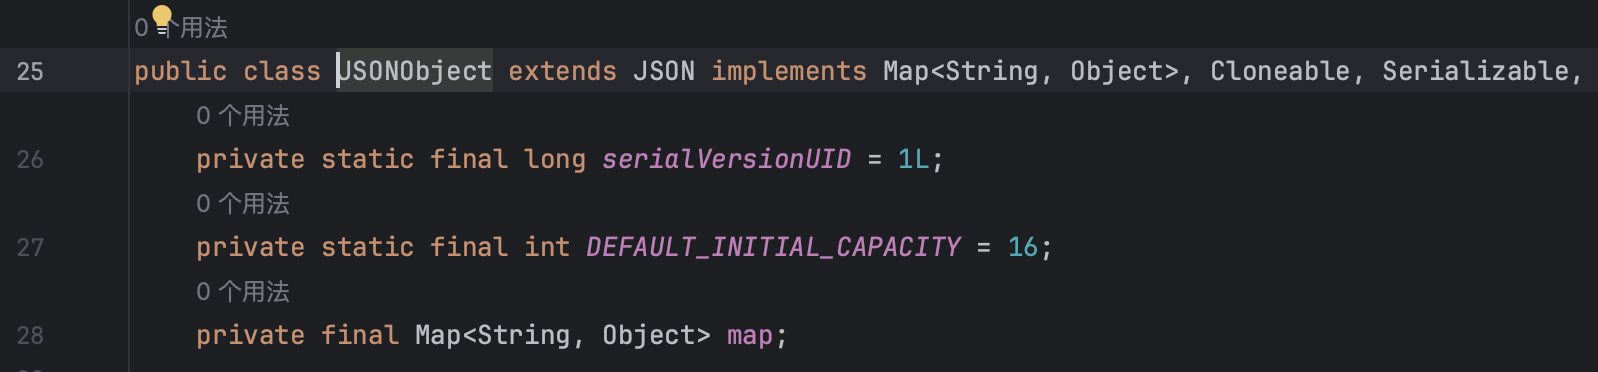 0 个用法
25 public class JSONObject extends JSON implements Map<String, Object>, Cloneable, Serializable,
0 个用法
26 private static final long serialVersionUID = 1L;
0 个用法
27 private static final int DEFAULT_INITIAL_CAPACITY = 16;
0 个用法
28 private final Map<String, Object> map;